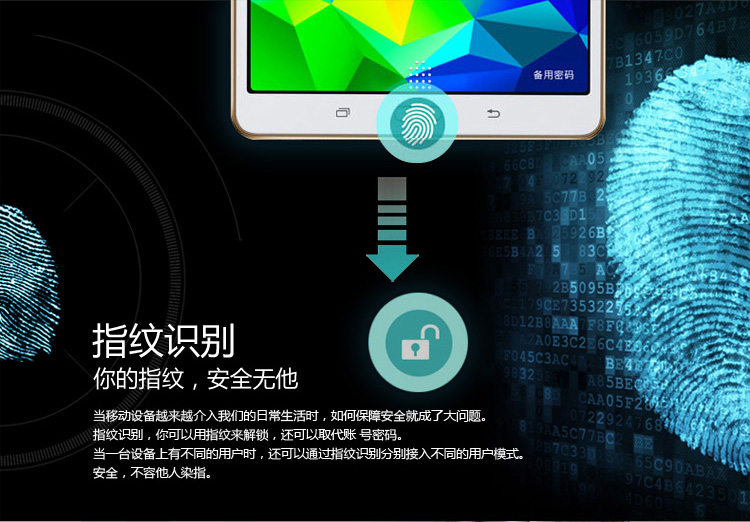 备用密码
指纹识别
你的指纹，安全无他
当移动设备越来越介入我们的日常生活时，如何保障安全就成了大问题。
指纹识别，你可以用指纹来解锁，还可以取代账 号密码。
当一台设备上有不同的用户时，还可以通过指纹识别分别接入不同的用户模式。
安全，不容他人染指。